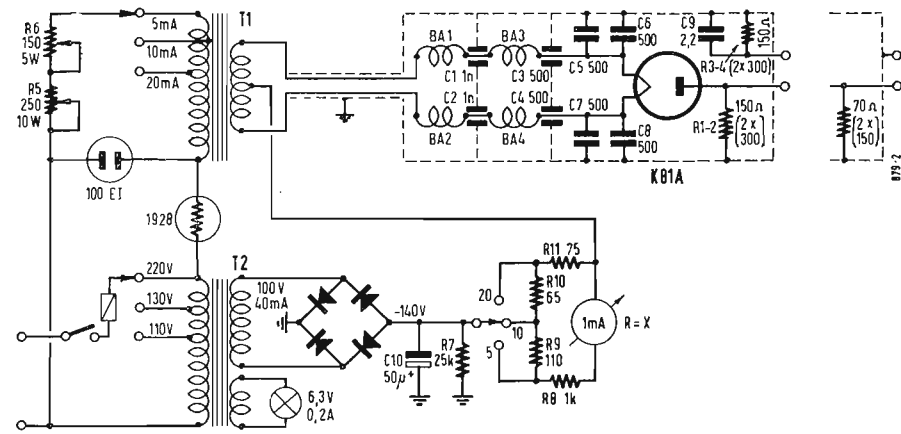 R6
150
5W
5mA
10mA
20mA
T1
R5
250
10W
100 EI
1928
BA1
BA3
C1 1n
C3 500
C2 1n
C4 500
BA2
BA4
C5 500
C6
500
C7 500
C8
500
C9
2,2
150Ω
R3-4 (2×300)
150Ω
(2×
300)
R1-2
K81A
70Ω
(2×
150)
879-2
220V
130V
110V
T2
100V
40mA
6,3V
0,2A
-140V
C10
50μ
+
R7
25k
20
10
5
R11 75
R10
65
R9
110
R8 1k
1mA
R=X